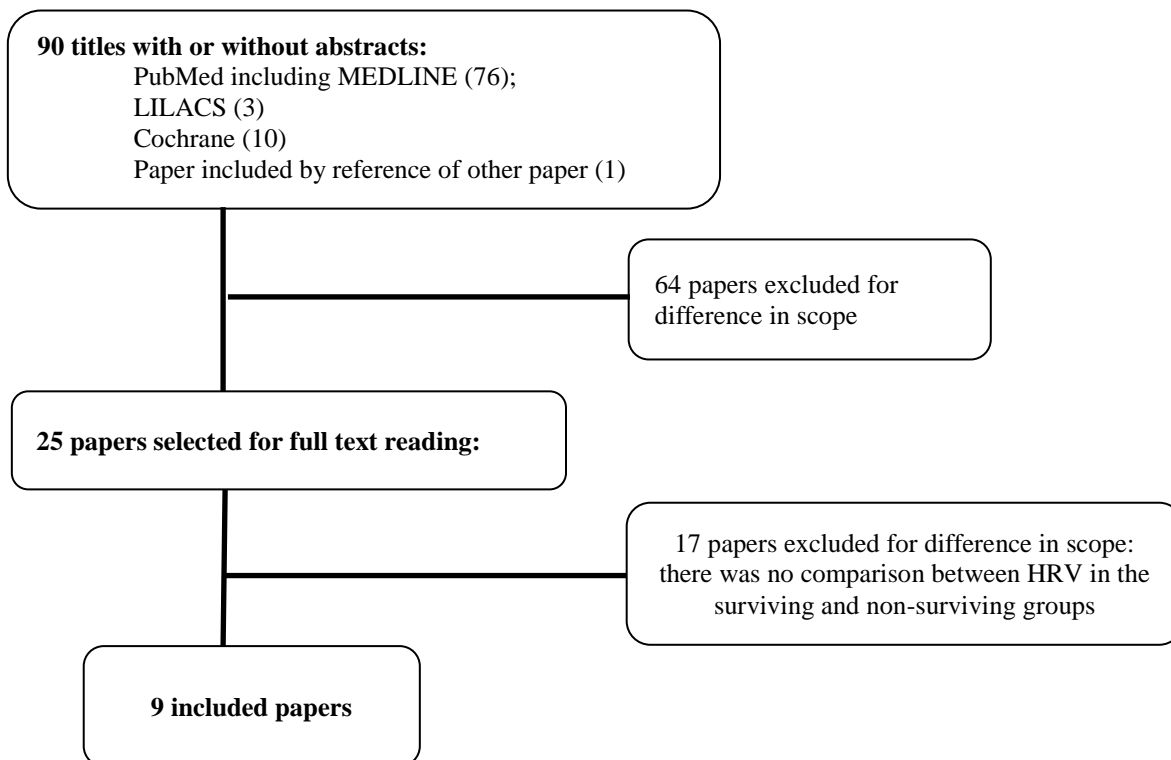 90 titles with or without abstracts:
PubMed including MEDLINE (76);
LILACS (3)
Cochrane (10)
Paper included by reference of other paper (1)
64 papers excluded for
difference in scope
25 papers selected for full text reading:
17 papers excluded for difference in scope:
there was no comparison between HRV in the
surviving and non-surviving groups
9 included papers